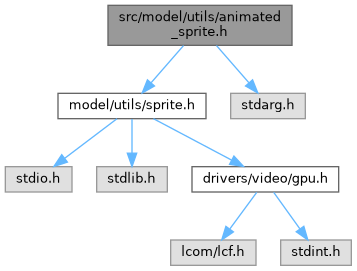 src/model/utils/animated
_sprite.h
model/utils/sprite.h
stdarg.h
stdio.h
stdlib.h
drivers/video/gpu.h
lcom/lcf.h
stdint.h